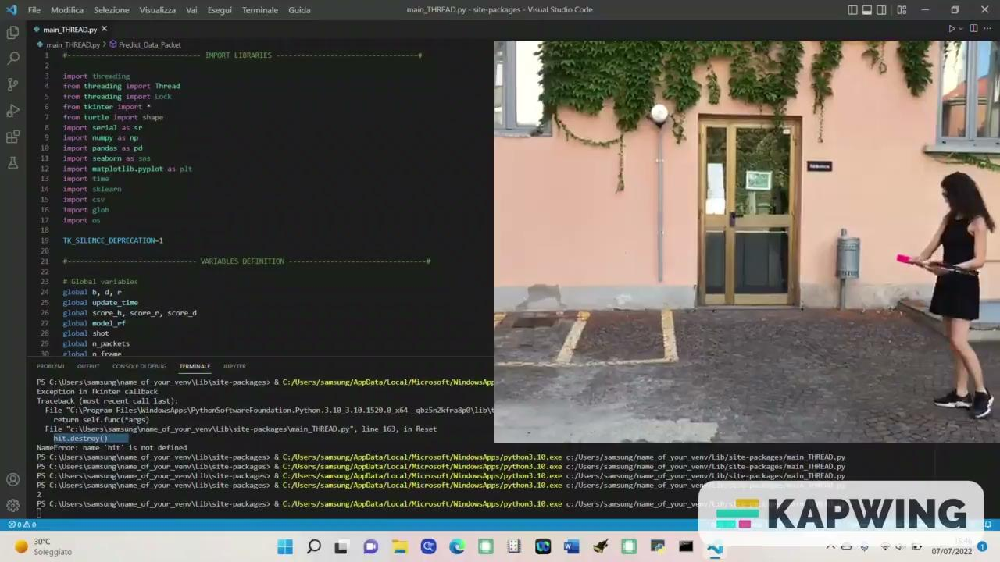 File Modifica Selezione Visualizza Vai Esegui Terminale Guida
main_THREAD.py - site-packages - Visual Studio Code
main_THREAD.py
main_THREAD.py > Predict_Data_Packet
1 #-------------------------------- IMPORT LIBRARIES ----------------------------------#
2
3 import threading
4 from threading import Thread
5 from threading import Lock
6 from tkinter import *
7 from turtle import shape
8 import serial as sr
9 import numpy as np
10 import pandas as pd
11 import seaborn as sns
12 import matplotlib.pyplot as plt
13 import time
14 import sklearn
15 import csv
16 import glob
17 import os
18
19 TK_SILENCE_DEPRECATION=1
20
21 #------------------------------- VARIABLES DEFINITION ---------------------------------#
22
23 # Global variables
24 global b, d, r
25 global update_time
26 global score_b, score_r, score_d
27 global model_rf
28 global shot
29 global n_packets
30 global n_frame
PROBLEMI OUTPUT CONSOLE DI DEBUG TERMINALE JUPYTER
PS C:\Users\samsung\name_of_your_venv\Lib\site-packages> & C:/Users/samsung/AppData/Local/Microsoft/WindowsApp
Exception in Tkinter callback
Traceback (most recent call last):
File "C:\Program Files\WindowsApps\PythonSoftwareFoundation.Python.3.10_3.10.1520.0_x64__qbz5n2kfra8p0\lib\t
return self.func(*args)
File "c:\Users\samsung\name_of_your_venv\Lib\site-packages\main_THREAD.py", line 163, in Reset
hit.destroy()
NameError: name 'hit' is not defined
PS C:\Users\samsung\name_of_your_venv\Lib\site-packages> & C:/Users/samsung/AppData/Local/Microsoft/WindowsApps/python3.10.exe c:/Users/samsung/name_of_your_venv/Lib/site-packages/main_THREAD.py
PS C:\Users\samsung\name_of_your_venv\Lib\site-packages> & C:/Users/samsung/AppData/Local/Microsoft/WindowsApps/python3.10.exe c:/Users/samsung/name_of_your_venv/Lib/site-packages/main_THREAD.py
PS C:\Users\samsung\name_of_your_venv\Lib\site-packages> & C:/Users/samsung/AppData/Local/Microsoft/WindowsApps/python3.10.exe c:/Users/samsung/name_of_your_venv/Lib/site-packages/main_THREAD.py
PS C:\Users\samsung\name_of_your_venv\Lib\site-packages> & C:/Users/samsung/AppData/Local/Microsoft/WindowsApps/python3.10.exe c:/Users/samsung/name_of_your_venv/Lib/site-packages/main_THREAD.py
2
PS C:\Users\samsung\name_of_your_venv\Lib\site-packages> & C:/Users/samsung/AppData/Local/Microsoft/WindowsApps/python3.10.exe c:/Users/samsung/name_of_your_venv/Lib/site-packages/main_THREAD.py
KAPWING
0 0
30°C
Soleggiato
15:46
07/07/2022
1